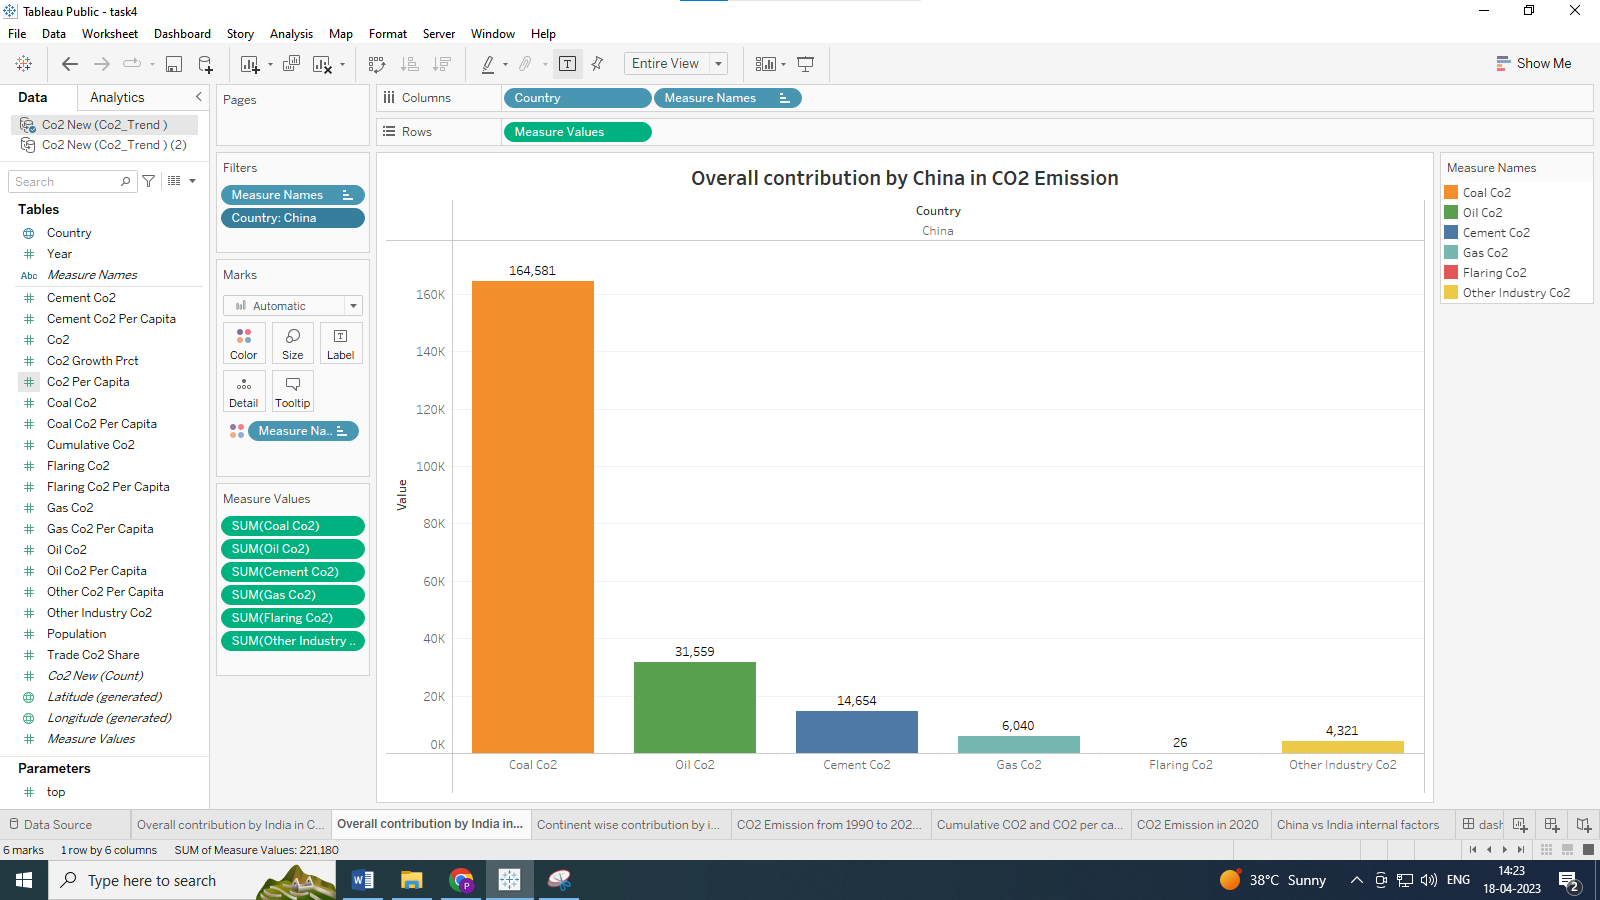 Tableau Public - task4
File Data Worksheet Dashboard Story Analysis Map Format Server Window Help
Entire View
Show Me
Data Analytics
Co2 New (Co2_Trend )
Co2 New (Co2_Trend ) (2)
Search
Tables
Country
Year
Abc Measure Names
Cement Co2
Cement Co2 Per Capita
Co2
Co2 Growth Prct
Co2 Per Capita
Coal Co2
Coal Co2 Per Capita
Cumulative Co2
Flaring Co2
Flaring Co2 Per Capita
Gas Co2
Gas Co2 Per Capita
Oil Co2
Oil Co2 Per Capita
Other Co2 Per Capita
Other Industry Co2
Population
Trade Co2 Share
Co2 New (Count)
Latitude (generated)
Longitude (generated)
Measure Values
Parameters
top
Pages
Filters
Measure Names
Country: China
Marks
Automatic
Color Size Label
Detail Tooltip
Measure Na..
Measure Values
SUM(Coal Co2)
SUM(Oil Co2)
SUM(Cement Co2)
SUM(Gas Co2)
SUM(Flaring Co2)
SUM(Other Industry ..
Columns Country Measure Names
Rows Measure Values
Overall contribution by China in CO2 Emission
Country
China
Value
160K
140K
120K
100K
80K
60K
40K
20K
0K
164,581
31,559
14,654
6,040
26
4,321
Coal Co2 Oil Co2 Cement Co2 Gas Co2 Flaring Co2 Other Industry Co2
Measure Names
Coal Co2
Oil Co2
Cement Co2
Gas Co2
Flaring Co2
Other Industry Co2
Data Source Overall contribution by India in C... Overall contribution by India in... Continent wise contribution by i... CO2 Emission from 1990 to 202... Cumulative CO2 and CO2 per ca... CO2 Emission in 2020 China vs India internal factors dash
6 marks 1 row by 6 columns SUM of Measure Values: 221,180
Type here to search
38°C Sunny
ENG
14:23
18-04-2023
2